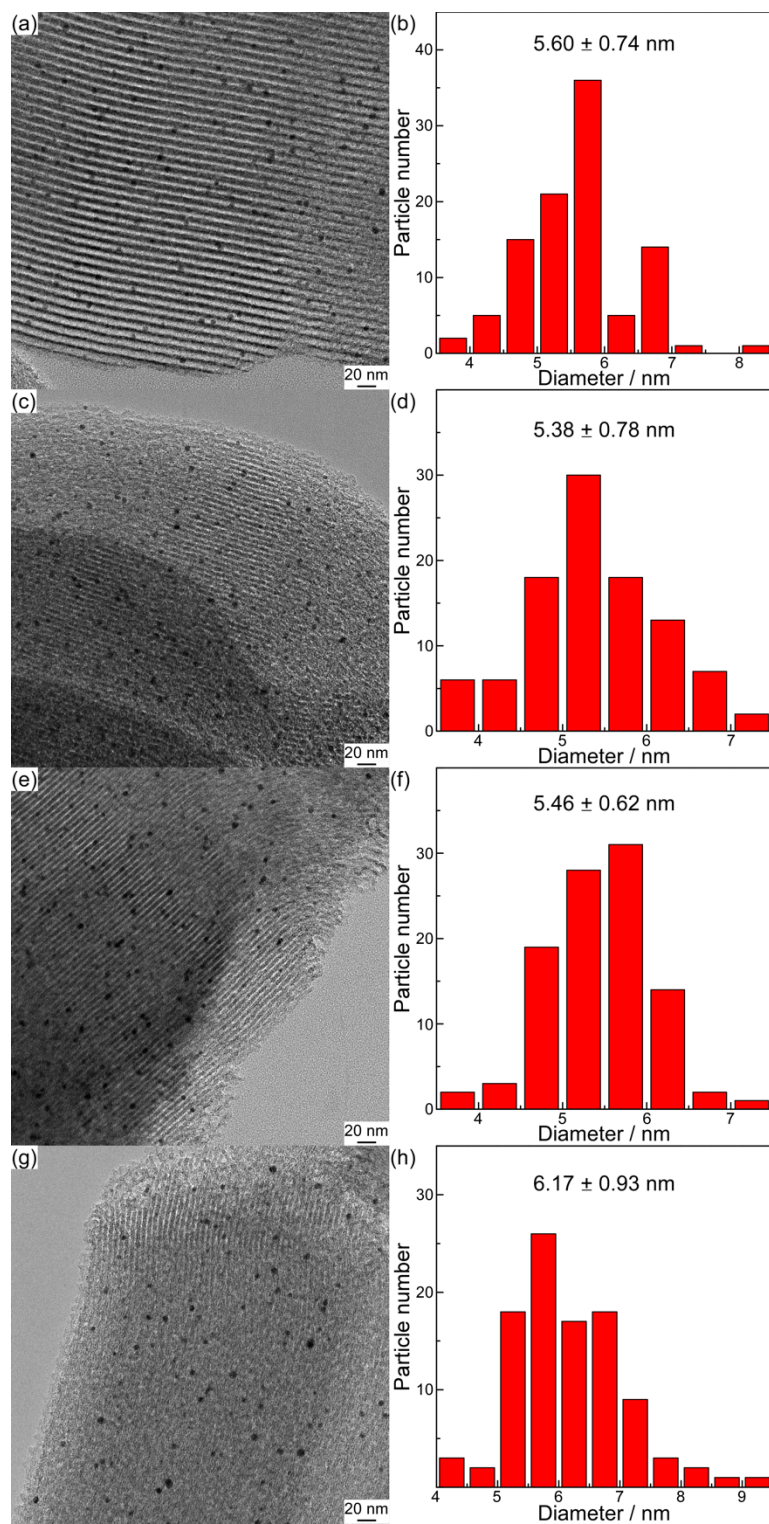 (a)
20 nm
(b)
5.60 ± 0.74 nm
40
30
20
10
0
Particle number
4 5 6 7 8
Diameter / nm
(c)
20 nm
(d)
5.38 ± 0.78 nm
30
20
10
0
Particle number
4 5 6 7
Diameter / nm
(e)
20 nm
(f)
5.46 ± 0.62 nm
30
20
10
0
Particle number
4 5 6 7
Diameter / nm
(g)
20 nm
(h)
6.17 ± 0.93 nm
30
20
10
Particle number
4 5 6 7 8 9
Diameter / nm